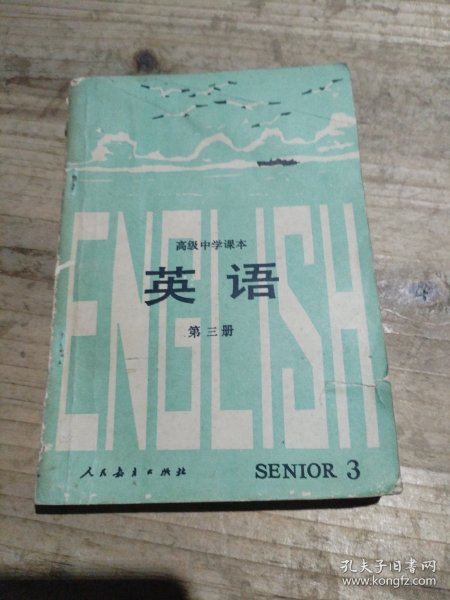 ENGLISH
高级中学课本
英语
第三册
人民教育出版社
SENIOR 3
孔夫子旧书网
www.kongfz.com